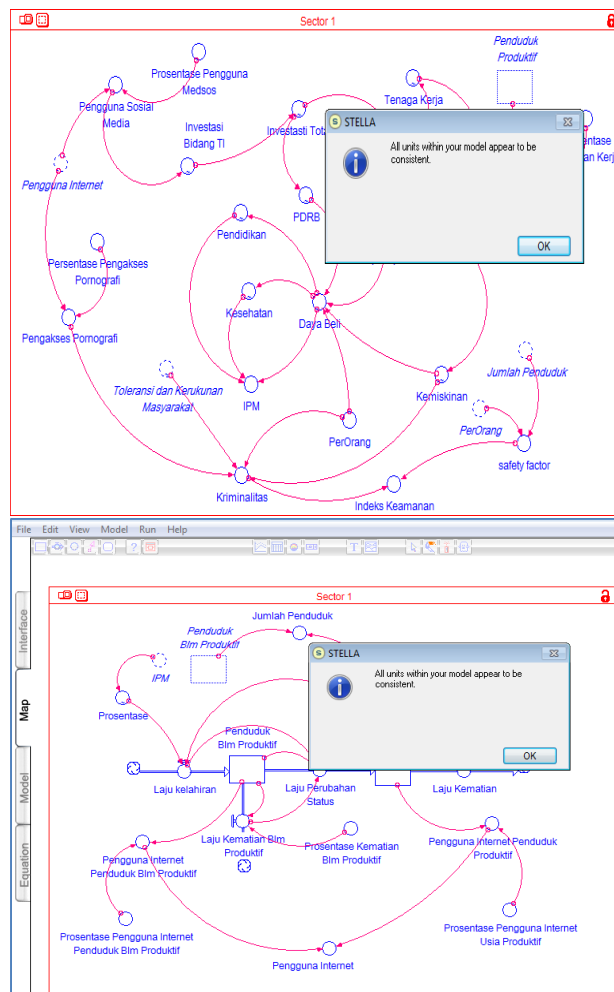 Sector 1
Penduduk
Produktif
Prosentase Pengguna
Medsos
Pengguna Sosial
Media
Tenaga Kerja
Investasi
Bidang TI
STELLA
All units within your model appear to be
consistent.
OK
Pengguna Internet
PDRB
Pendidikan
Persentase Pengakses
Pornografi
Kesehatan
Daya Beli
Pengakses Pornografi
Toleransi dan Kerukunan
Masyarakat
IPM
Kemiskinan
Jumlah Penduduk
PerOrang
PerOrang
safety factor
Kriminalitas
Indeks Keamanan
File Edit View Model Run Help
Interface
Map
Model
Equation
Sector 1
Penduduk
Blm Produktif
Jumlah Penduduk
IPM
Prosentase
STELLA
All units within your model appear to be
consistent.
OK
Penduduk
Blm Produktif
Laju kelahiran
Laju Perubahan
Status
Laju Kematian
Laju Kematian Blm
Produktif
Prosentase Kematian
Blm Produktif
Pengguna Internet
Penduduk Blm Produktif
Pengguna Internet Penduduk
Produktif
Prosentase Pengguna Internet
Penduduk Blm Produktif
Prosentase Pengguna Internet
Usia Produktif
Pengguna Internet